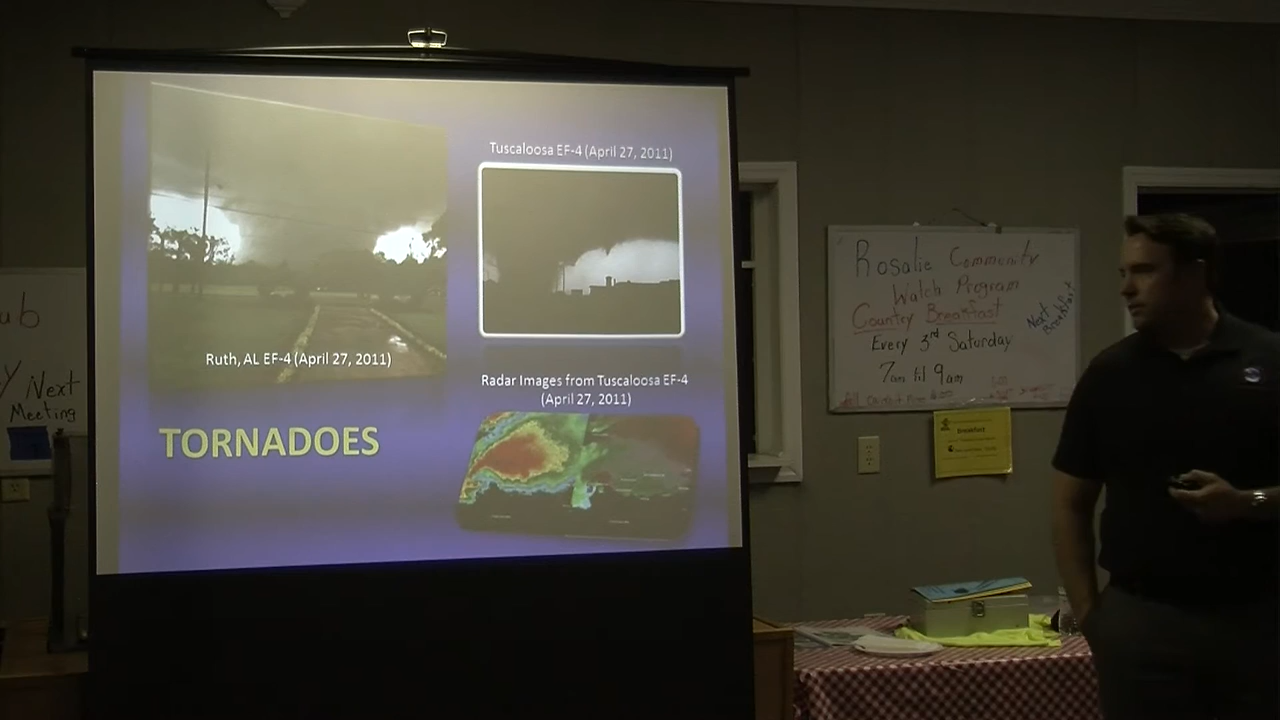 Tuscaloosa EF-4 (April 27, 2011)
Ruth, AL EF-4 (April 27, 2011)
Radar Images from Tuscaloosa EF-4
(April 27, 2011)
TORNADOES
ub
y Next
Meeting
Rosalie Community
Watch Program
Country Breakfast
Every 3rd Saturday
7am til 9am
Next
Breakfast
Breakfast